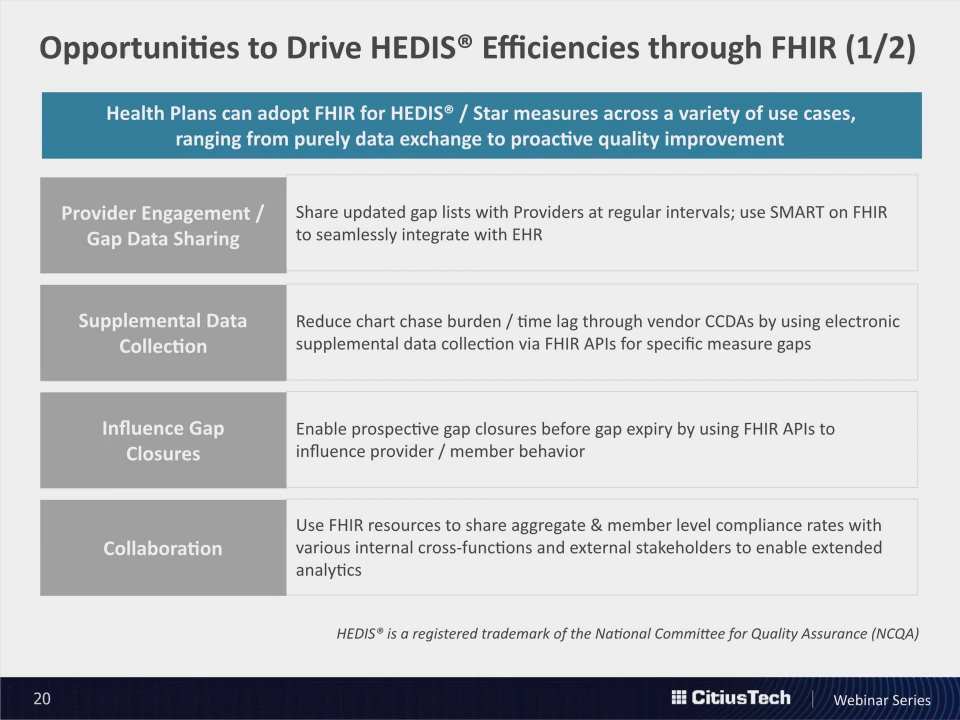 Opportunities to Drive HEDIS® Efficiencies through FHIR (1/2)
Health Plans can adopt FHIR for HEDIS® / Star measures across a variety of use cases,
ranging from purely data exchange to proactive quality improvement
Provider Engagement /
Gap Data Sharing
Share updated gap lists with Providers at regular intervals; use SMART on FHIR
to seamlessly integrate with EHR
Supplemental Data
Collection
Reduce chart chase burden / time lag through vendor CCDAs by using electronic
supplemental data collection via FHIR APIs for specific measure gaps
Influence Gap
Closures
Enable prospective gap closures before gap expiry by using FHIR APIs to
influence provider / member behavior
Collaboration
Use FHIR resources to share aggregate & member level compliance rates with
various internal cross-functions and external stakeholders to enable extended
analytics
HEDIS® is a registered trademark of the National Committee for Quality Assurance (NCQA)
20
CitiusTech
Webinar Series